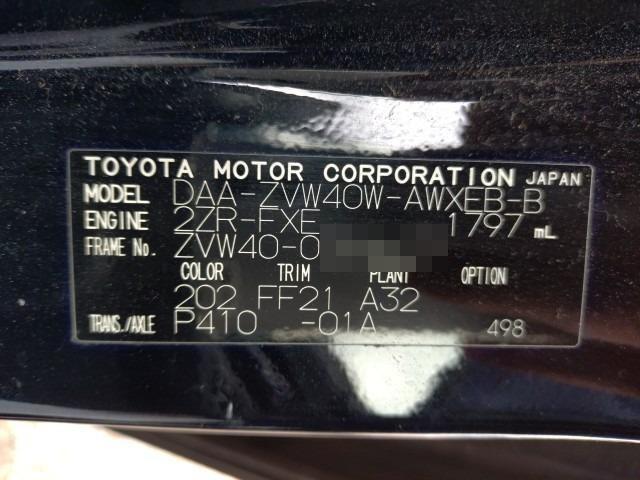 TOYOTA MOTOR CORPORATION JAPAN
MODEL DAA-ZVW40W-AWXEB-B
ENGINE 2ZR-FXE 1797 mL
FRAME No. ZVW40-0
COLOR TRIM PLANT OPTION
202 FF21 A32
TRANS./AXLE P410 -01A 498